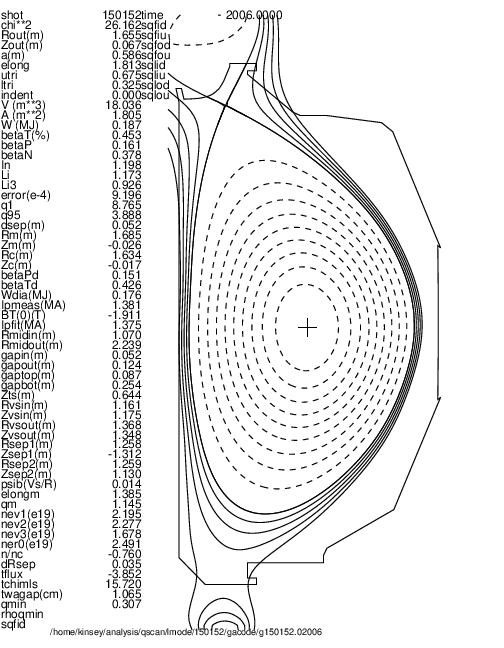 shot 150152time - 2006.0000
chi**2 26.162sqfid
Rout(m) 1.655sqfiu
Zout(m) 0.067sqfod
a(m) 0.586sqfou
elong 1.813sqlid
utri 0.675sqliu
ltri 0.325sqlod
indent 0.000sqlou
V (m**3) 18.036
A (m**2) 1.805
W (MJ) 0.187
betaT(%) 0.453
betaP 0.161
betaN 0.378
In 1.198
Li 1.173
Li3 0.926
error(e-4) 9.196
q1 8.765
q95 3.888
dsep(m) 0.052
Rm(m) 1.685
Zm(m) -0.026
Rc(m) 1.634
Zc(m) -0.017
betaPd 0.151
betaTd 0.426
Wdia(MJ) 0.176
Ipmeas(MA) 1.381
BT(0)(T) -1.911
Ipfit(MA) 1.375
Rmidin(m) 1.070
Rmidout(m) 2.239
gapin(m) 0.052
gapout(m) 0.124
gaptop(m) 0.087
gapbot(m) 0.254
Zts(m) 0.644
Rvsin(m) 1.161
Zvsin(m) 1.175
Rvsout(m) 1.368
Zvsout(m) 1.348
Rsep1(m) 1.258
Zsep1(m) -1.312
Rsep2(m) 1.259
Zsep2(m) 1.130
psib(Vs/R) 0.014
elongm 1.385
qm 1.145
nev1(e19) 2.195
nev2(e19) 2.277
nev3(e19) 1.678
ner0(e19) 2.491
n/nc -0.760
dRsep 0.035
tflux -3.852
tchimls 15.720
twagap(cm) 1.065
qmin 0.307
rhoqmin
sqfid
/home/kinsey/analysis/qscan/lmode/150152/gacode/g150152.02006